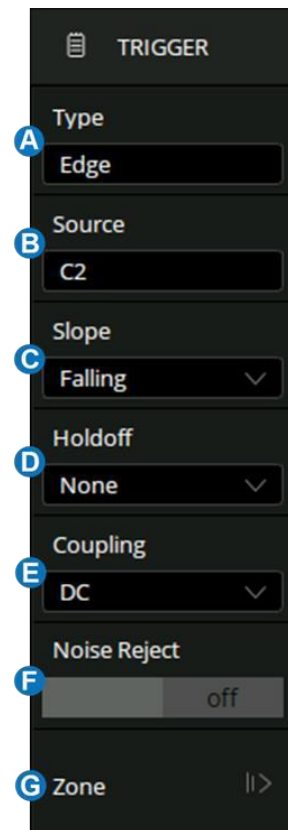 TRIGGER
Type
A
Edge
Source
B
C2
Slope
C
Falling
Holdoff
D
None
Coupling
E
DC
Noise Reject
F
off
G Zone